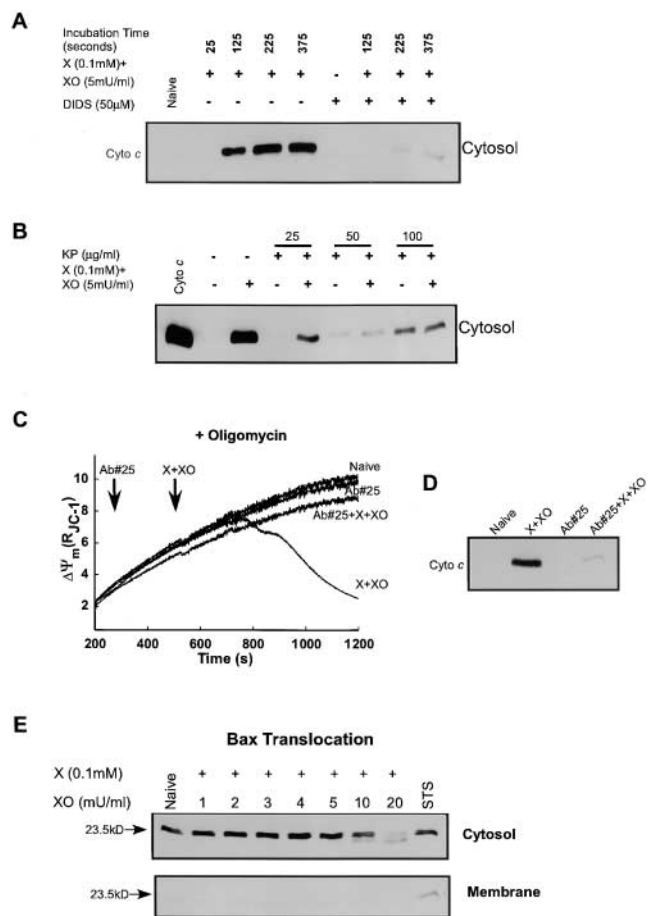 A
Incubation Time
(seconds)
25 125 225 375 125 225 375
X (0.1mM)+
XO (5mU/ml) + + + + - + + +
DIDS (50µM) - - - - + + + +
Naive
Cyto c
Cytosol
B
25 50 100
KP (µg/ml) - - + + + + + +
X (0.1mM)+
XO (5mU/ml) - + - + - + - +
Cyto c
Cytosol
C
+ Oligomycin
Ab#25 X+XO
Naive
Ab#25
Ab#25+X+XO
X+XO
ΔΨm(RJC-1)
10
8
6
4
2
200 400 600 800 1000 1200
Time (s)
D
Naive X+XO Ab#25 Ab#25+X+XO
Cyto c
E
Bax Translocation
X (0.1mM) + + + + + + +
XO (mU/ml) Naive 1 2 3 4 5 10 20 STS
23.5kD
Cytosol
23.5kD
Membrane